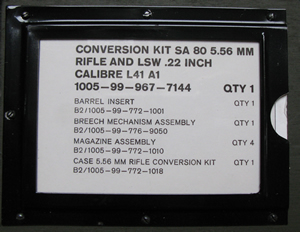 CONVERSION KIT SA 80 5.56 MM
RIFLE AND LSW .22 INCH
CALIBRE L41 A1
1005-99-967-7144 QTY 1
BARREL INSERT QTY 1
B2/1005-99-772-1001
BREECH MECHANISM ASSEMBLY QTY 1
B2/1005-99-776-9050
MAGAZINE ASSEMBLY QTY 4
B2/1005-99-772-1010
CASE 5.56 MM RIFLE CONVERSION KIT QTY 1
B2/1005-99-772-1018